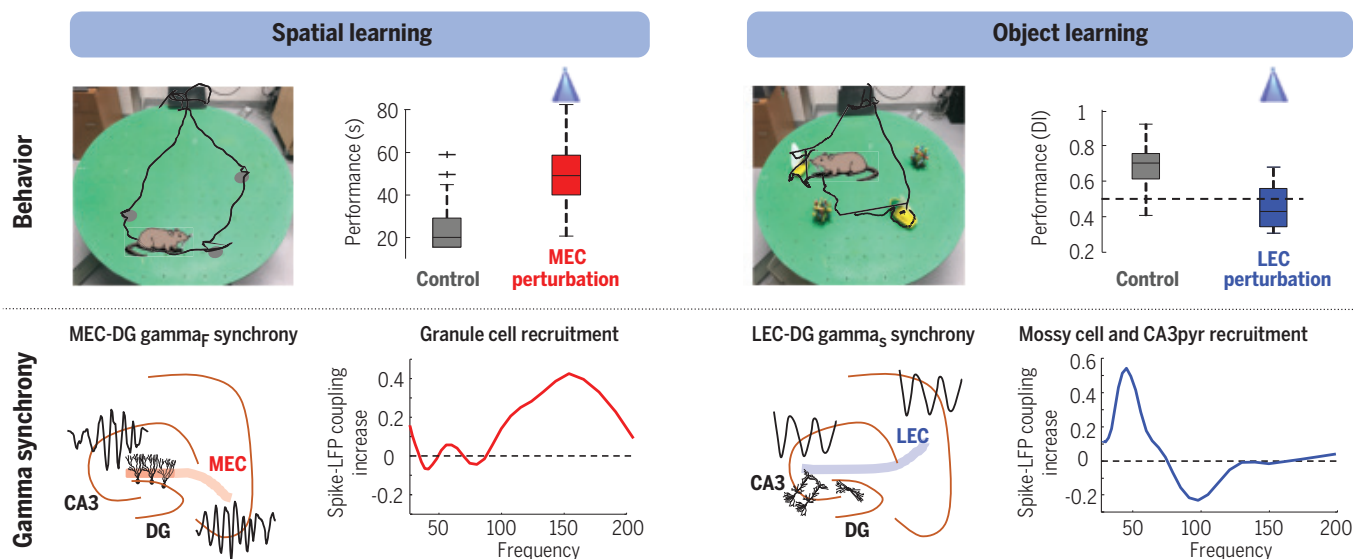 Spatial learning
Object learning
Behavior
Performance (s)
80
60
40
20
Control
MEC
perturbation
Performance (DI)
1
0.8
0.6
0.4
0.2
Control
LEC
perturbation
Gamma synchrony
MEC-DG gammaF synchrony
CA3
DG
MEC
Granule cell recruitment
Spike-LFP coupling
increase
0.4
0.2
0
-0.2
50
100
150
200
Frequency
LEC-DG gammas synchrony
LEC
CA3
DG
Mossy cell and CA3pyr recruitment
Spike-LFP coupling
increase
0.6
0.4
0.2
0
-0.2
50
100
150
200
Frequency